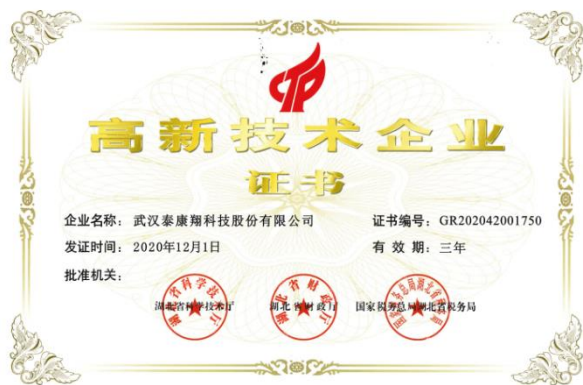 高新技术企业
证书
企业名称： 武汉泰康翔科技股份有限公司 证书编号： GR202042001750
发证时间： 2020年12月1日 有 效 期： 三年
批准机关：
湖北省科学技术厅 湖北省财政厅 国家税务总局湖北省税务局